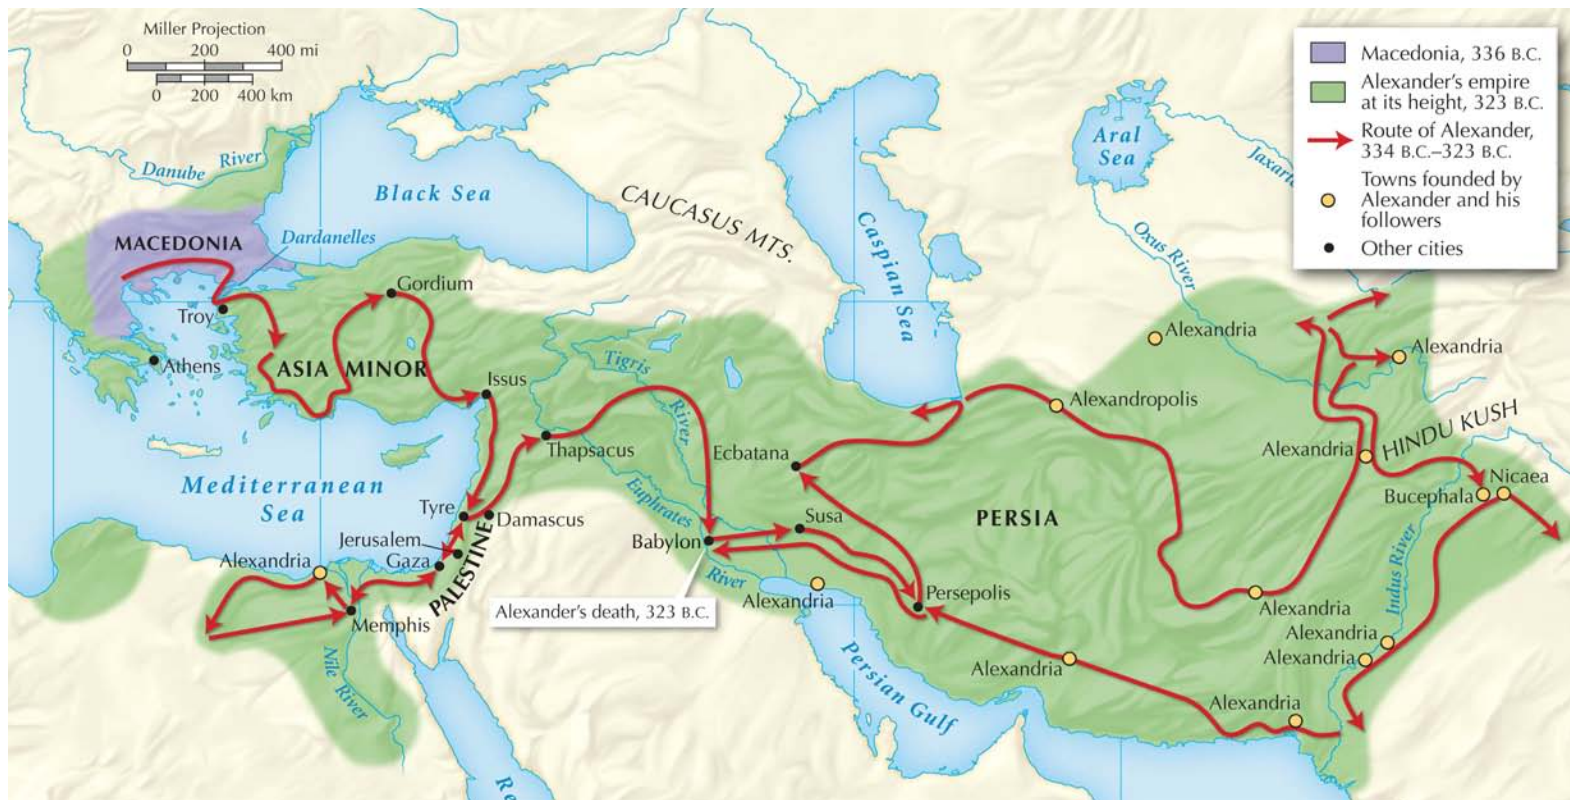 Miller Projection
0 200 400 mi
0 200 400 km
Macedonia, 336 B.C.
Alexander's empire
at its height, 323 B.C.
Route of Alexander,
334 B.C.–323 B.C.
Towns founded by
Alexander and his
followers
Other cities
Danube River
Black Sea
CAUCASUS MTS.
Caspian Sea
Aral
Sea
Oxus River
MACEDONIA
Dardanelles
Gordium
Troy
Athens
ASIA MINOR
Issus
Tigris
River
Alexandria
Alexandria
Alexandropolis
Thapsacus
Ecbatana
Alexandria
HINDU KUSH
Mediterranean
Sea
Euphrates
River
Tyre
Damascus
Jerusalem
Gaza
PALESTINE
Babylon
Susa
PERSIA
Nicaea
Bucephala
Alexandria
Memphis
Nile River
Alexander's death, 323 B.C.
Alexandria
Persepolis
Alexandria
Indus River
Alexandria
Alexandria
Alexandria
Alexandria
Persian Gulf